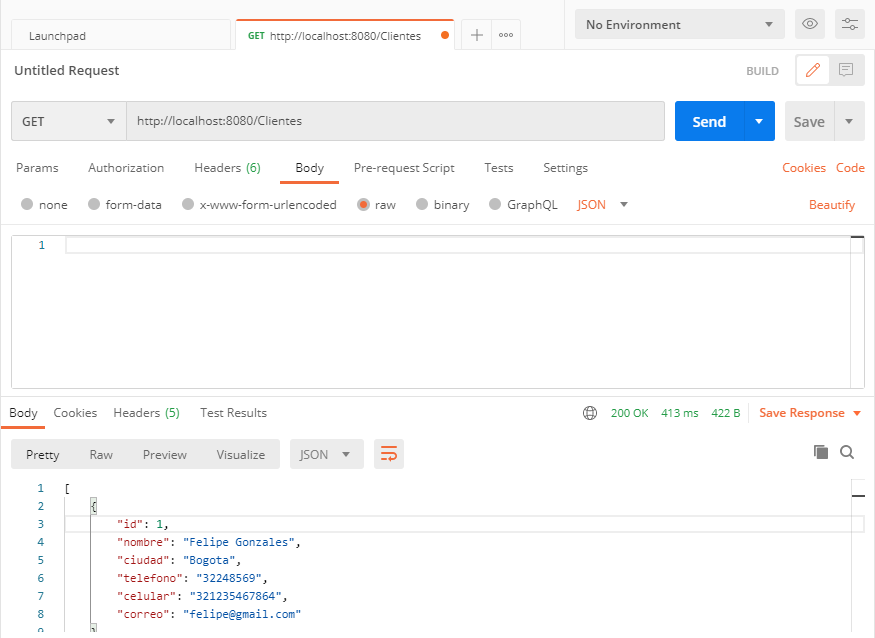 Launchpad
GET http://localhost:8080/Clientes
No Environment
Untitled Request
BUILD
GET
http://localhost:8080/Clientes
Send
Save
Params Authorization Headers (6) Body Pre-request Script Tests Settings Cookies Code
none form-data x-www-form-urlencoded raw binary GraphQL JSON Beautify
1
Body Cookies Headers (5) Test Results 200 OK 413 ms 422 B Save Response
Pretty Raw Preview Visualize JSON
1 [
2 {
3 "id": 1,
4 "nombre": "Felipe Gonzales",
5 "ciudad": "Bogota",
6 "telefono": "32248569",
7 "celular": "321235467864",
8 "correo": "felipe@gmail.com"
9 }